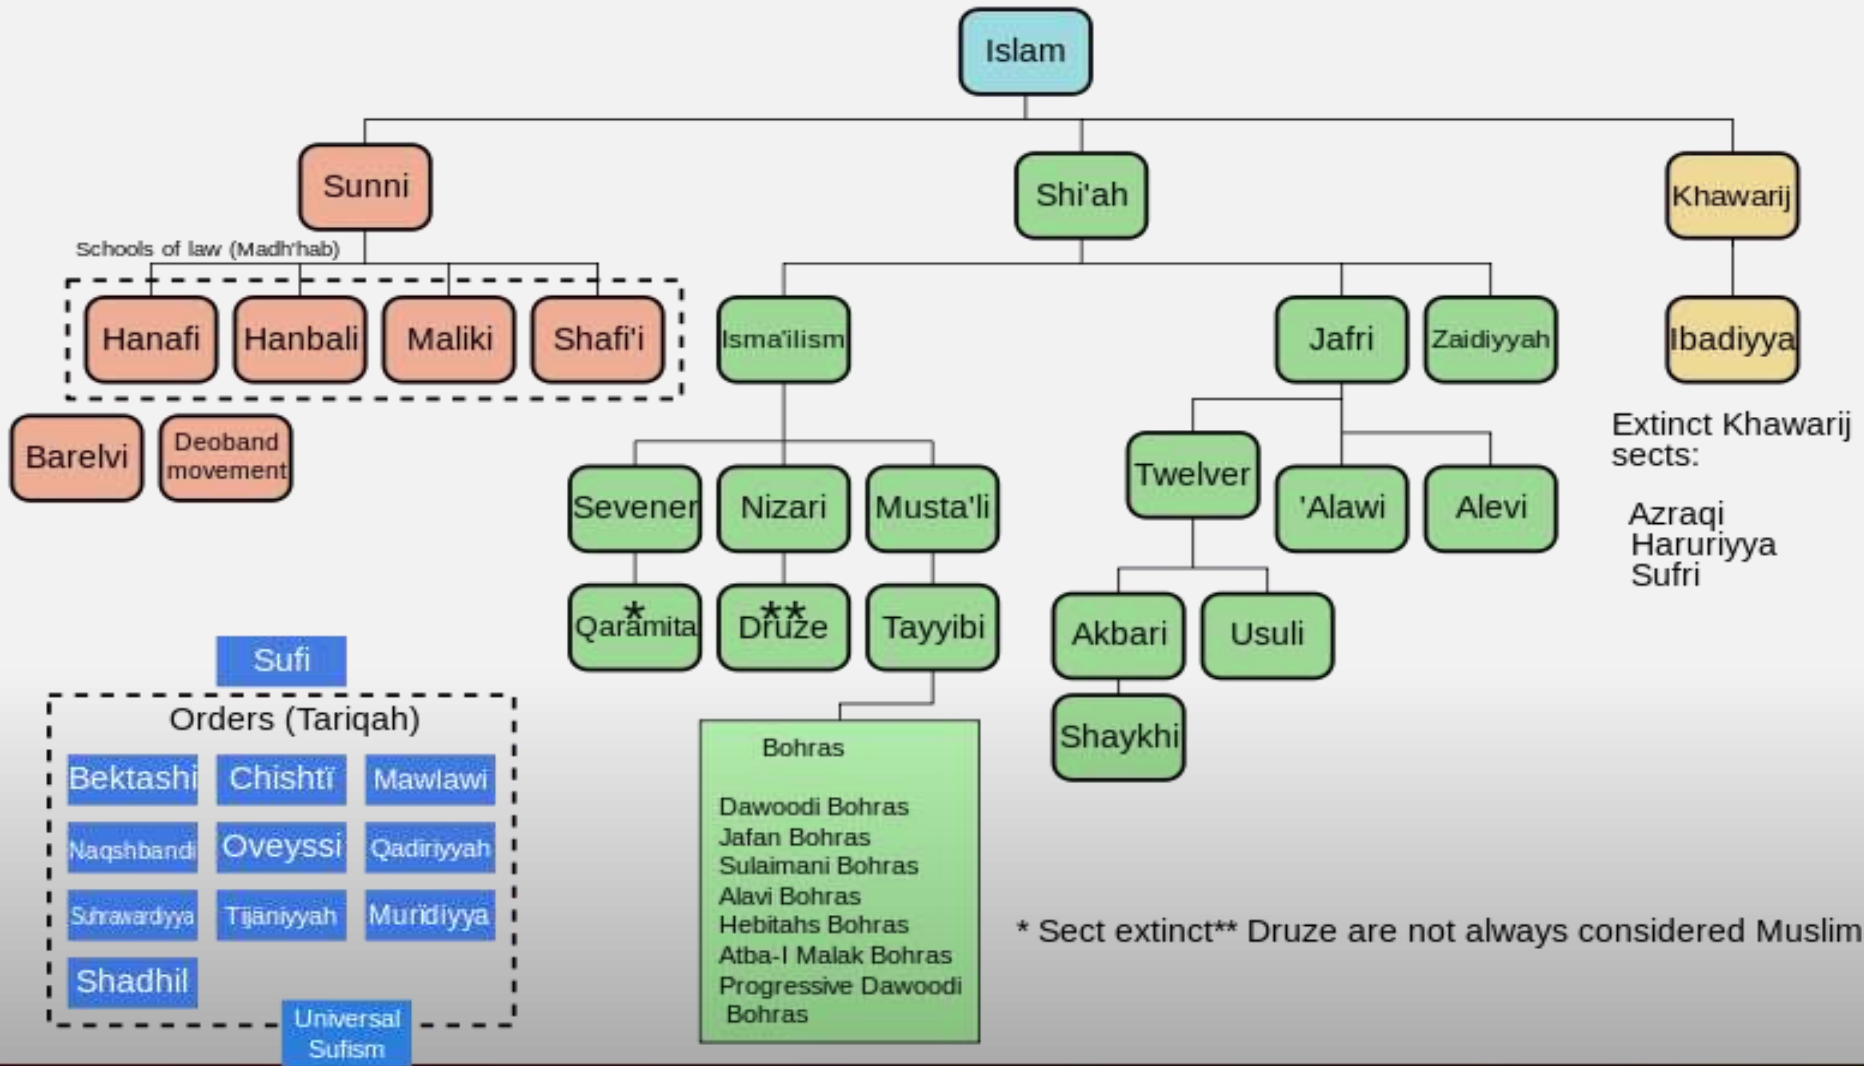 Islam
Sunni
Shi'ah
Khawarij
Schools of law (Madh'hab)
Hanafi
Hanbali
Maliki
Shafi'i
Isma'ilism
Jafri
Zaidiyyah
Ibadiyya
Barelvi
Deoband
movement
Extinct Khawarij
sects:
Azraqi
Haruriyya
Sufri
Sevener
Nizari
Musta'li
Twelver
'Alawi
Alevi
*
Qaramita
**
Druze
Tayyibi
Akbari
Usuli
Shaykhi
Sufi
Orders (Tariqah)
Bektashi
Chishtï
Mawlawi
Naqshbandi
Oveyssi
Qadiriyyah
Suhrawardiyya
Tijäniyyah
Murïdiyya
Shadhil
Universal
Sufism
Bohras
Dawoodi Bohras
Jafan Bohras
Sulaimani Bohras
Alavi Bohras
Hebitahs Bohras
Atba-I Malak Bohras
Progressive Dawoodi
Bohras
* Sect extinct** Druze are not always considered Muslim